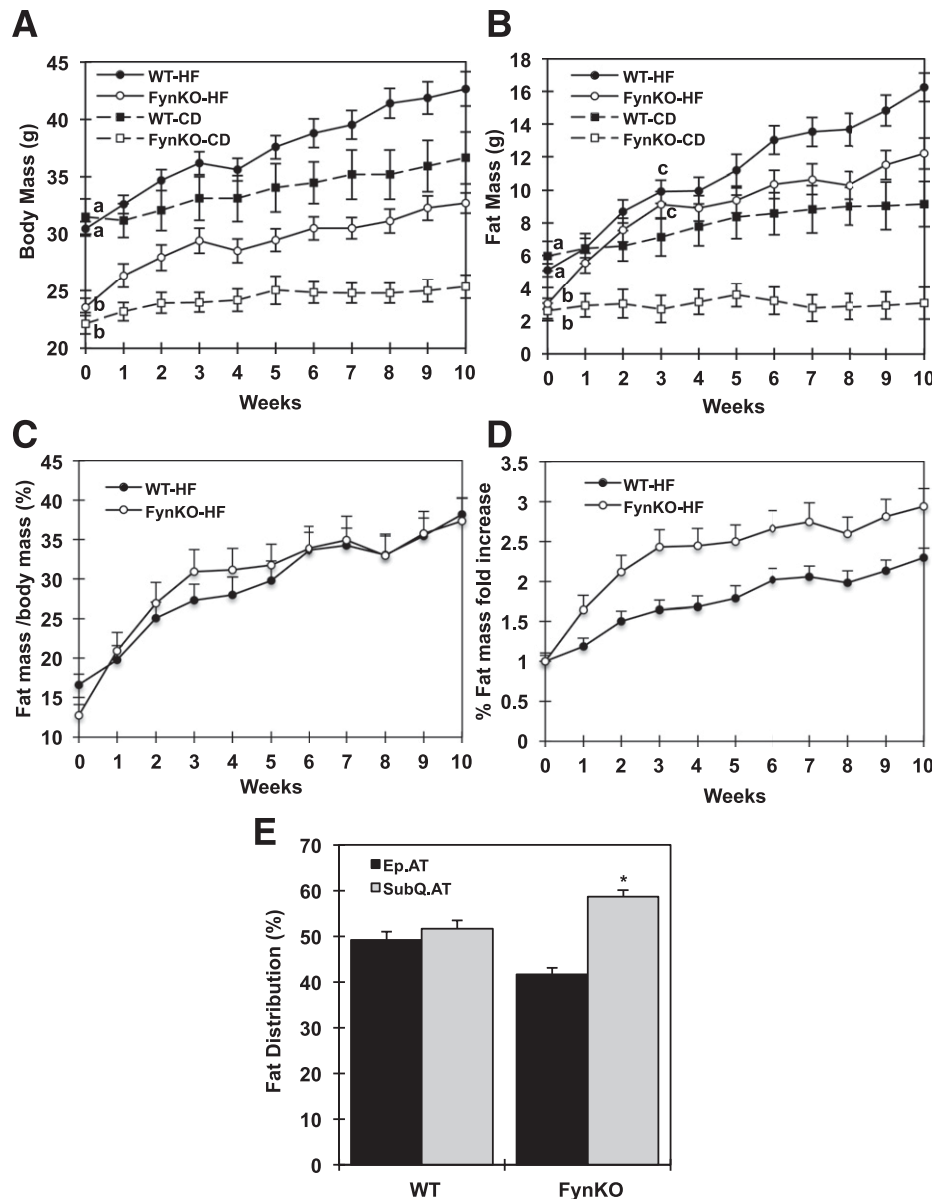 A
45
40
35
30
25
20
Body Mass (g)
WT-HF
FynKO-HF
WT-CD
FynKO-CD
a
a
b
b
0 1 2 3 4 5 6 7 8 9 10
Weeks
B
18
16
14
12
10
8
6
4
2
0
Fat Mass (g)
WT-HF
FynKO-HF
WT-CD
FynKO-CD
a
a
b
b
c
c
0 1 2 3 4 5 6 7 8 9 10
Weeks
C
45
40
35
30
25
20
15
10
Fat mass /body mass (%)
WT-HF
FynKO-HF
0 1 2 3 4 5 6 7 8 9 10
Weeks
D
3.5
3
2.5
2
1.5
1
0.5
0
% Fat mass fold increase
WT-HF
FynKO-HF
0 1 2 3 4 5 6 7 8 9 10
Weeks
E
70
60
50
40
30
20
10
0
Fat Distribution (%)
Ep.AT
SubQ.AT
*
WT FynKO